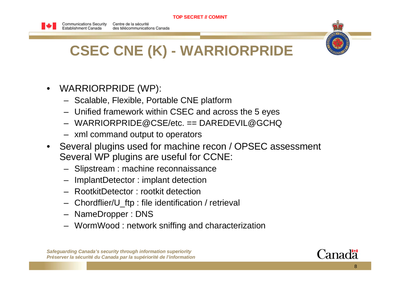 TOP SECRET // COMINT
Communications Security Establishment Canada
Centre de la sécurité des télécommunications Canada
CSEC CNE (K) - WARRIORPRIDE
• WARRIORPRIDE (WP):
– Scalable, Flexible, Portable CNE platform
– Unified framework within CSEC and across the 5 eyes
– WARRIORPRIDE@CSE/etc. == DAREDEVIL@GCHQ
– xml command output to operators
• Several plugins used for machine recon / OPSEC assessment
Several WP plugins are useful for CCNE:
– Slipstream : machine reconnaissance
– ImplantDetector : implant detection
– RootkitDetector : rootkit detection
– Chordflier/U_ftp : file identification / retrieval
– NameDropper : DNS
– WormWood : network sniffing and characterization
Safeguarding Canada's security through information superiority
Préserver la sécurité du Canada par la supériorité de l'information
Canada
8